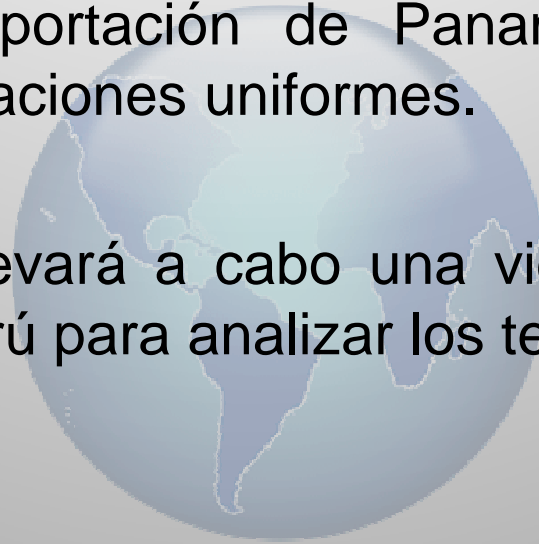 portación de Panar
aciones uniformes.
evará a cabo una vi
rú para analizar los te